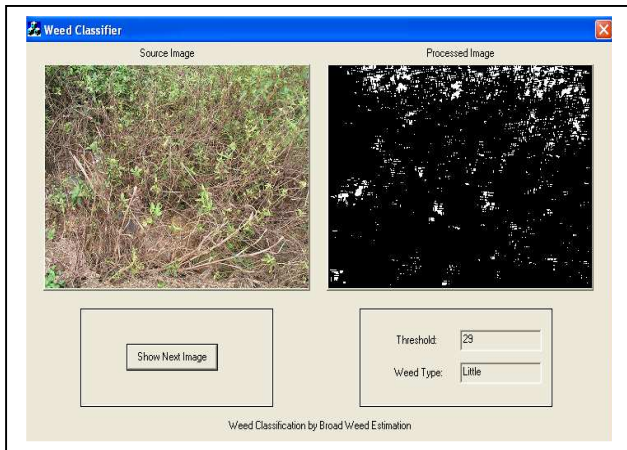 Weed Classifier
Source Image
Processed Image
Show Next Image
Threshold: 29
Weed Type: Little
Weed Classification by Broad Weed Estimation